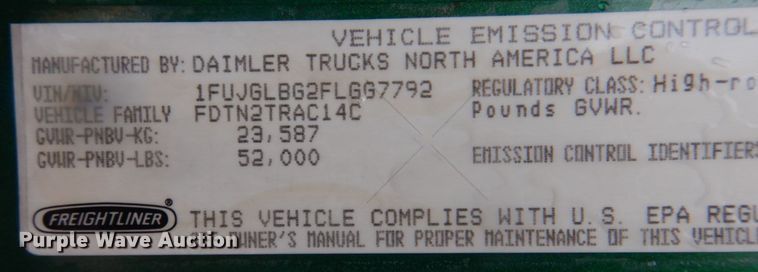 VEHICLE EMISSION CONTROL
MANUFACTURED BY: DAIMLER TRUCKS NORTH AMERICA LLC
VIN/NIV: 1FUJGLBG2FLGG7792 REGULATORY CLASS: High-ro
VEHICLE FAMILY FDTN2TRAC14C Pounds GVWR.
GVWR-PNBV-KG: 23,587
GVWR-PNBV-LBS: 52,000 EMISSION CONTROL IDENTIFIERS
FREIGHTLINER ® THIS VEHICLE COMPLIES WITH U.S. EPA REGU
OWNER'S MANUAL FOR PROPER MAINTENANCE OF THIS VEHICL
Purple Wave Auction